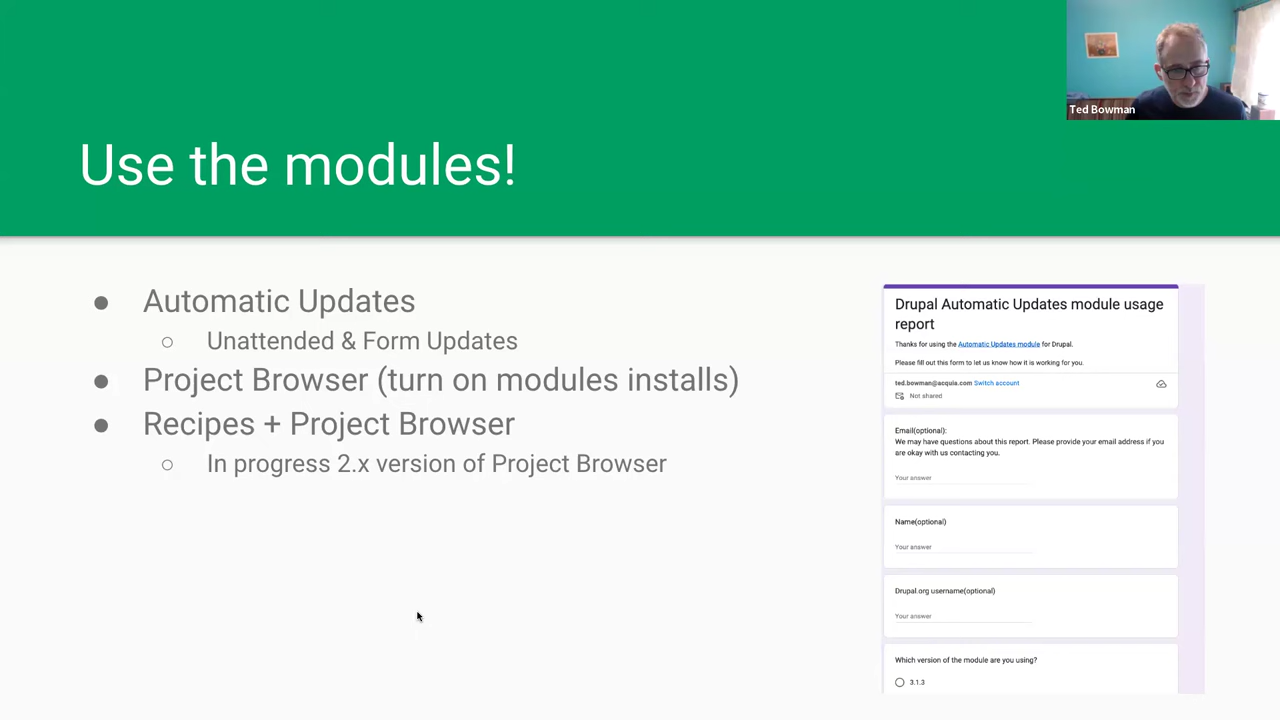 Ted Bowman
Use the modules!
● Automatic Updates
○ Unattended & Form Updates
● Project Browser (turn on modules installs)
● Recipes + Project Browser
○ In progress 2.x version of Project Browser
Drupal Automatic Updates module usage
report
Thanks for using the Automatic Updates module for Drupal.
Please fill out this form to let us know how it is working for you.
ted.bowman@acquia.com Switch account
Not shared
Email(optional):
We may have questions about this report. Please provide your email address if you
are okay with us contacting you.
Your answer
Name(optional)
Your answer
Drupal.org username(optional)
Your answer
Which version of the module are you using?
3.1.3